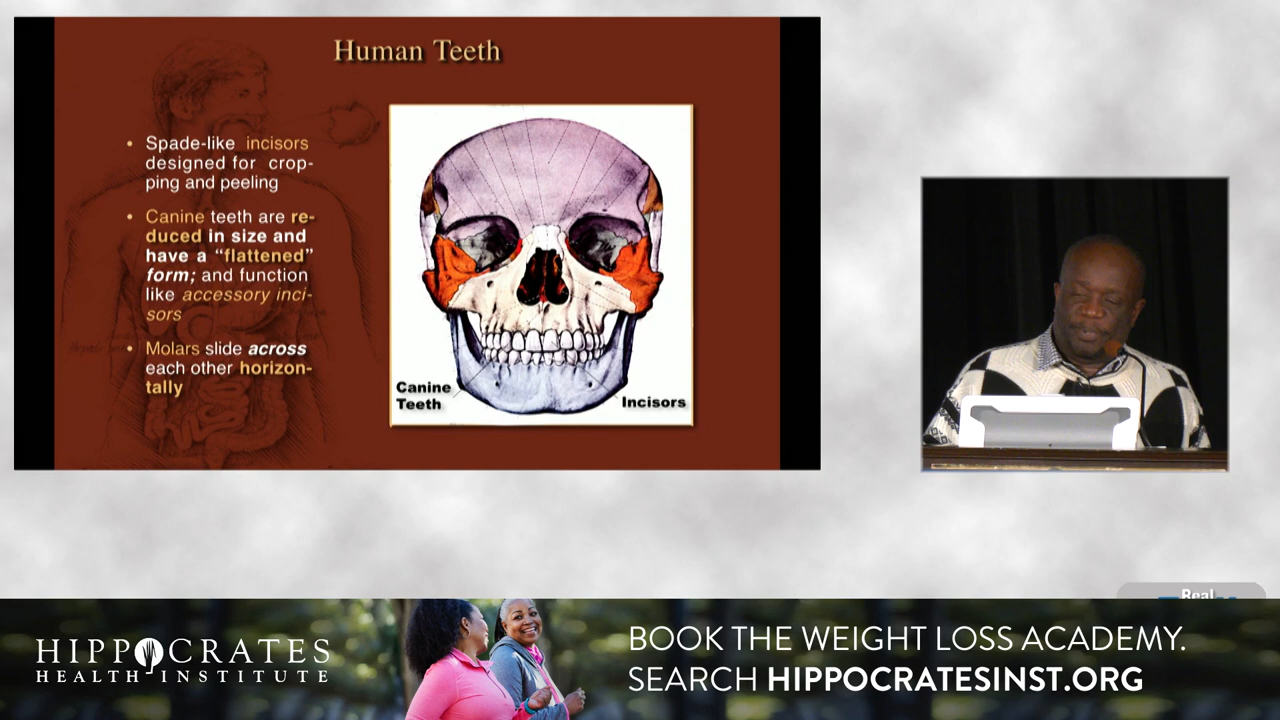 Human Teeth
• Spade-like incisors
designed for crop-
ping and peeling
• Canine teeth are re-
duced in size and
have a “flattened”
form; and function
like accessory inci-
sors
• Molars slide across
each other horizon-
tally
Canine
Teeth
Incisors
Real
HIPPOCRATES
HEALTH INSTITUTE
BOOK THE WEIGHT LOSS ACADEMY.
SEARCH HIPPOCRATESINST.ORG